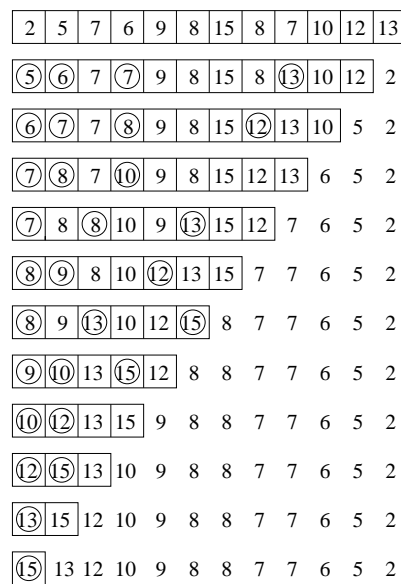 2 5 7 6 9 8 15 8 7 10 12 13
5 6 7 7 9 8 15 8 13 10 12 2
6 7 7 8 9 8 15 12 13 10 5 2
7 8 7 10 9 8 15 12 13 6 5 2
7 8 8 10 9 13 15 12 7 6 5 2
8 9 8 10 12 13 15 7 7 6 5 2
8 9 13 10 12 15 8 7 7 6 5 2
9 10 13 15 12 8 8 7 7 6 5 2
10 12 13 15 9 8 8 7 7 6 5 2
12 15 13 10 9 8 8 7 7 6 5 2
13 15 12 10 9 8 8 7 7 6 5 2
15 13 12 10 9 8 8 7 7 6 5 2